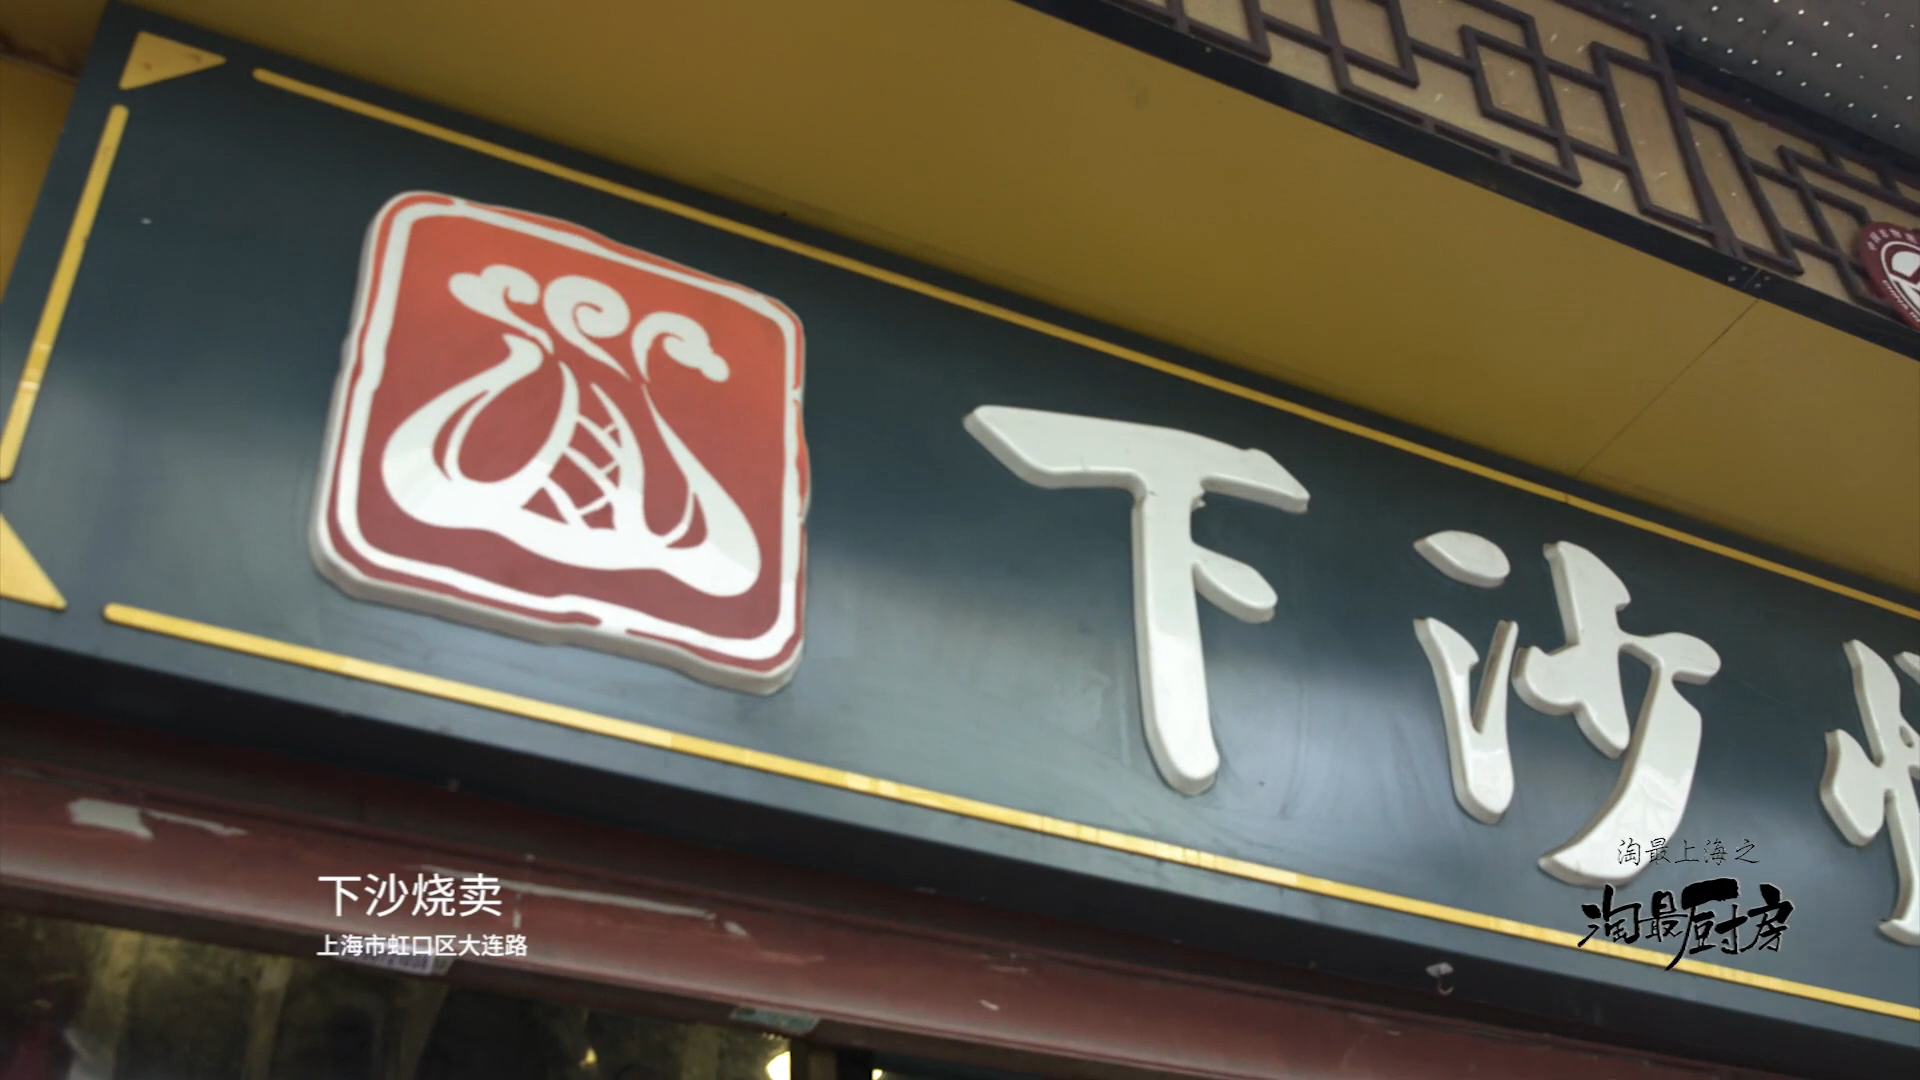 下沙
下沙烧卖
上海市虹口区大连路
淘最上海之
淘最厨房